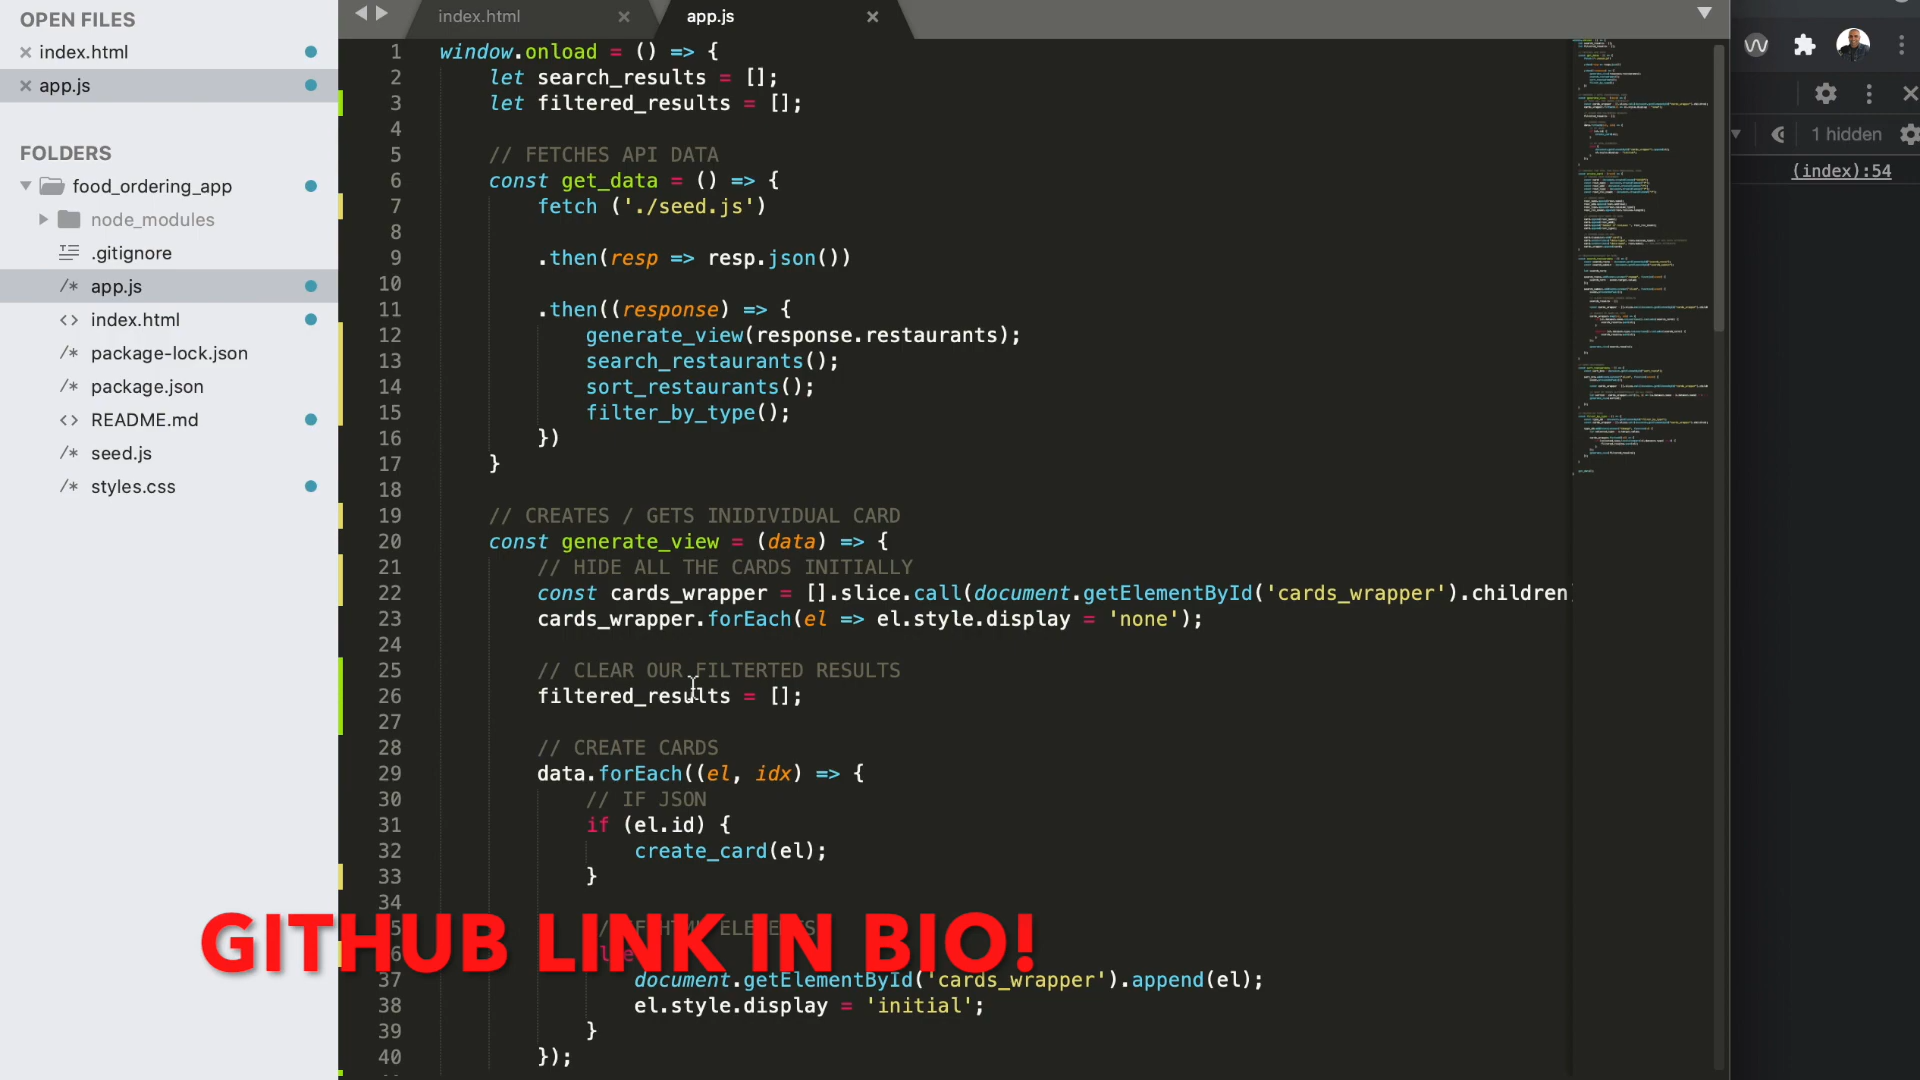 OPEN FILES
index.html
app.js
FOLDERS
food_ordering_app
node_modules
.gitignore
app.js
index.html
package-lock.json
package.json
README.md
seed.js
styles.css
index.html
app.js
1 window.onload = () => {
2 let search_results = [];
3 let filtered_results = [];
4
5 // FETCHES API DATA
6 const get_data = () => {
7 fetch ('./seed.js')
8
9 .then(resp => resp.json())
10
11 .then((response) => {
12 generate_view(response.restaurants);
13 search_restaurants();
14 sort_restaurants();
15 filter_by_type();
16 })
17 }
18
19 // CREATES / GETS INIDIVIDUAL CARD
20 const generate_view = (data) => {
21 // HIDE ALL THE CARDS INITIALLY
22 const cards_wrapper = [].slice.call(document.getElementById('cards_wrapper').children)
23 cards_wrapper.forEach(el => el.style.display = 'none');
24
25 // CLEAR OUR FILTERTED RESULTS
26 filtered_results = [];
27
28 // CREATE CARDS
29 data.forEach((el, idx) => {
30 // IF JSON
31 if (el.id) {
32 create_card(el);
33 }
34
GITHUB LINK IN BIO!
37 document.getElementById('cards_wrapper').append(el);
38 el.style.display = 'initial';
39 }
40 });
1 hidden
(index):54